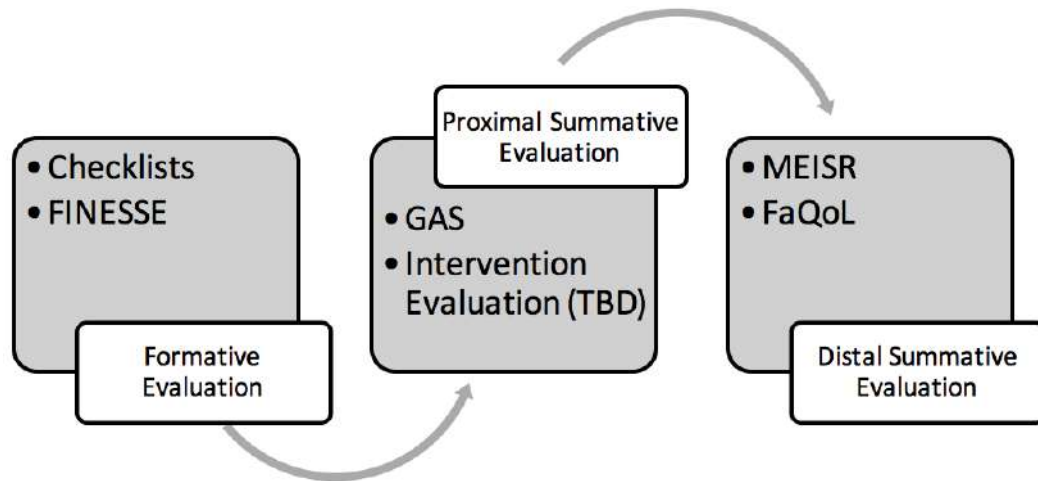 • Checklists
• FINESSE
Formative
Evaluation
Proximal Summative
Evaluation
• GAS
• Intervention
Evaluation (TBD)
• MEISR
• FaQoL
Distal Summative
Evaluation